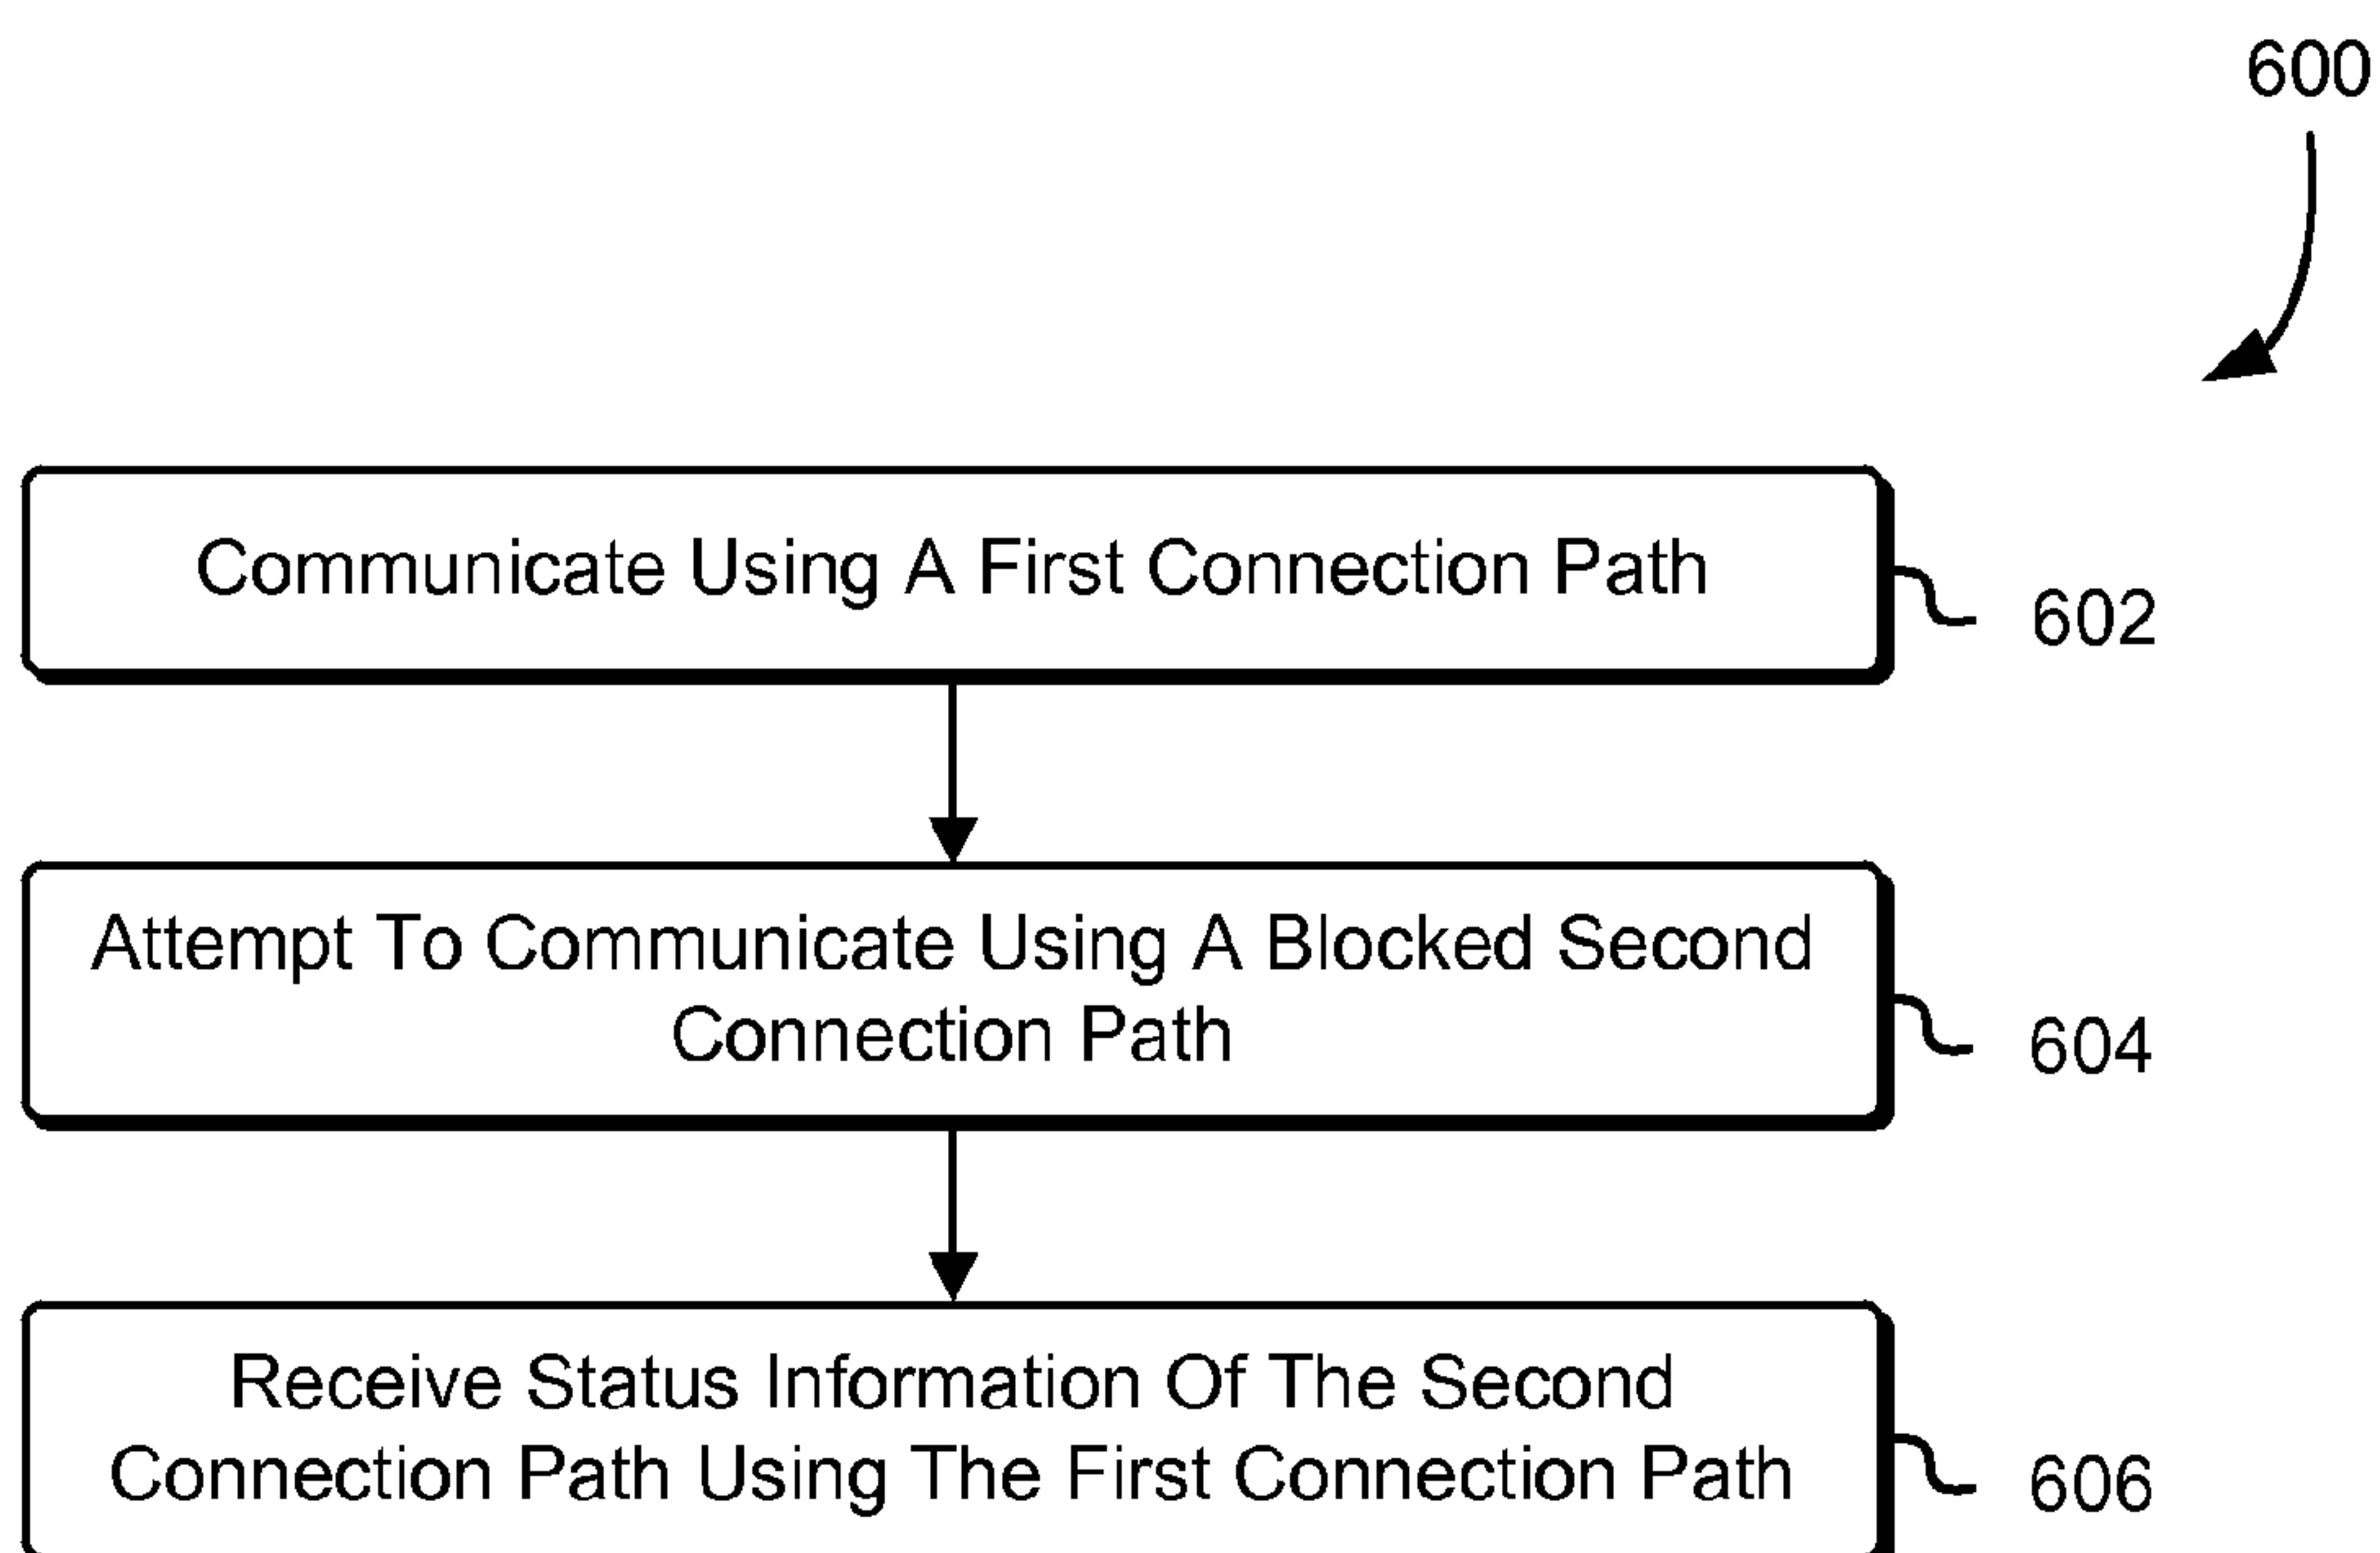 600
Communicate Using A First Connection Path
602
Attempt To Communicate Using A Blocked Second
Connection Path
604
Receive Status Information Of The Second
Connection Path Using The First Connection Path
606